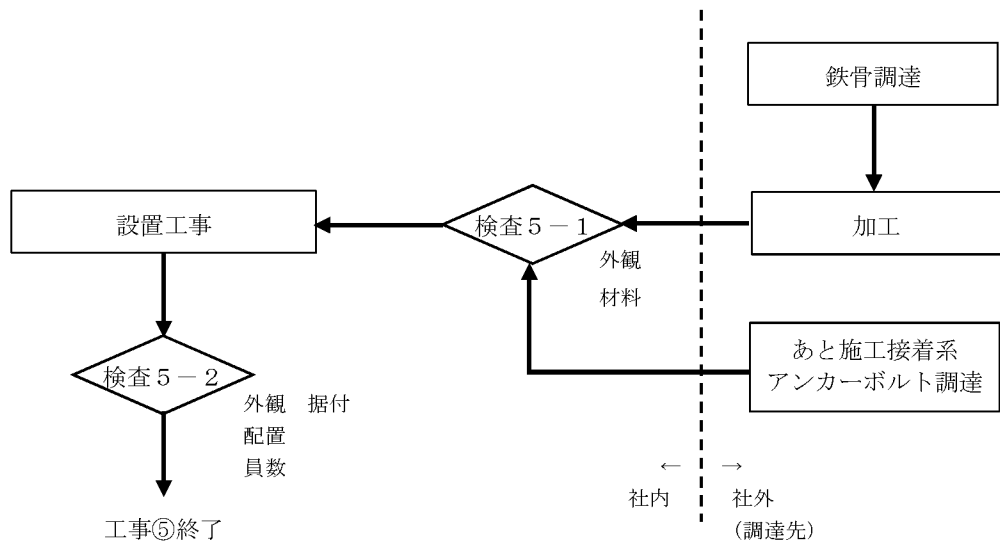 鉄骨調達
設置工事
検査5-1
加工
外観
材料
あと施工接着系
アンカーボルト調達
検査5-2
外観 据付
配置
員数
← →
社内 社外
(調達先)
工事⑤終了